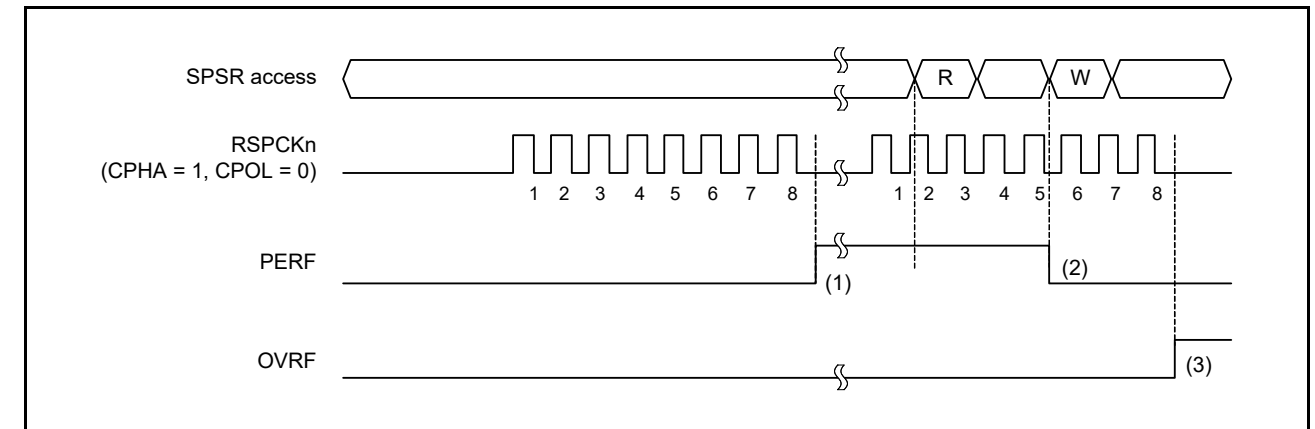 SPSR access
R
W
RSPCKn
(CPHA = 1, CPOL = 0)
1 2 3 4 5 6 7 8 1 2 3 4 5 6 7 8
PERF
(1)
(2)
OVRF
(3)